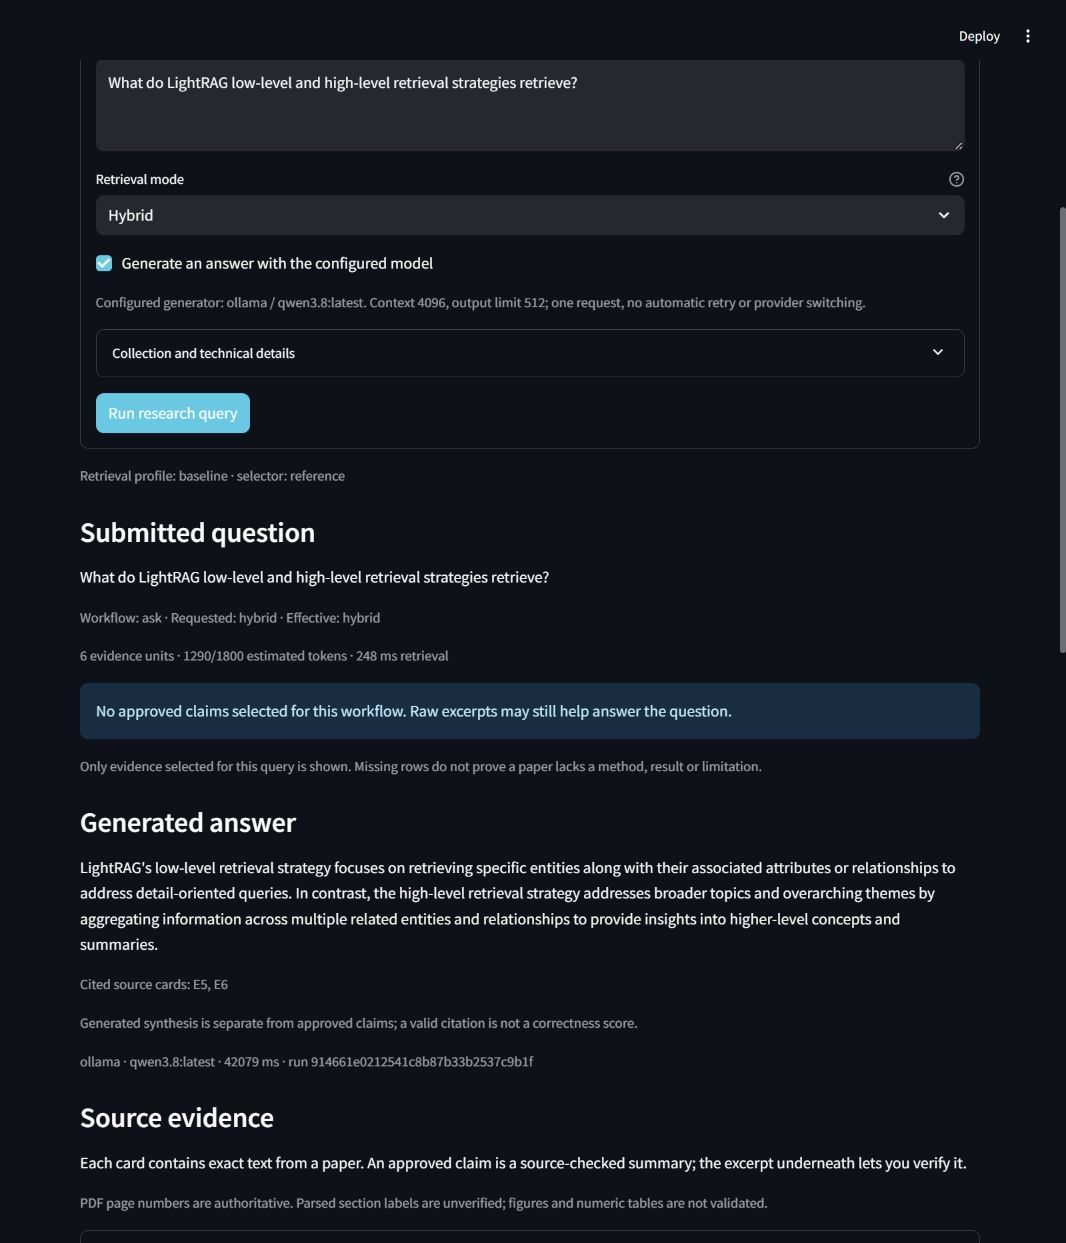 Deploy
What do LightRAG low-level and high-level retrieval strategies retrieve?
Retrieval mode
Hybrid
Generate an answer with the configured model
Configured generator: ollama / qwen3.8:latest. Context 4096, output limit 512; one request, no automatic retry or provider switching.
Collection and technical details
Run research query
Retrieval profile: baseline · selector: reference
Submitted question
What do LightRAG low-level and high-level retrieval strategies retrieve?
Workflow: ask · Requested: hybrid · Effective: hybrid
6 evidence units · 1290/1800 estimated tokens · 248 ms retrieval
No approved claims selected for this workflow. Raw excerpts may still help answer the question.
Only evidence selected for this query is shown. Missing rows do not prove a paper lacks a method, result or limitation.
Generated answer
LightRAG's low-level retrieval strategy focuses on retrieving specific entities along with their associated attributes or relationships to
address detail-oriented queries. In contrast, the high-level retrieval strategy addresses broader topics and overarching themes by
aggregating information across multiple related entities and relationships to provide insights into higher-level concepts and
summaries.
Cited source cards: E5, E6
Generated synthesis is separate from approved claims; a valid citation is not a correctness score.
ollama · qwen3.8:latest · 42079 ms · run 914661e0212541c8b87b33b2537c9b1f
Source evidence
Each card contains exact text from a paper. An approved claim is a source-checked summary; the excerpt underneath lets you verify it.
PDF page numbers are authoritative. Parsed section labels are unverified; figures and numeric tables are not validated.